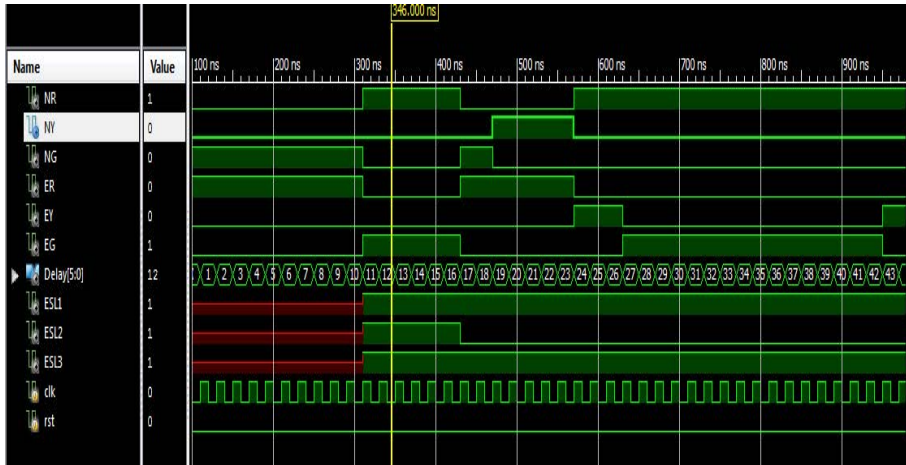 346.000 ns
Name Value 100 ns 200 ns 300 ns 400 ns 500 ns 600 ns 700 ns 800 ns 900 ns
NR 1
NY 0
NG 0
ER 0
EY 0
EG 1
Delay[5:0] 12 1 2 3 4 5 6 7 8 9 10 11 12 13 14 15 16 17 18 19 20 21 22 23 24 25 26 27 28 29 30 31 32 33 34 35 36 37 38 39 40 41 42 43
ESL1 1
ESL2 1
ESL3 1
clk 0
rst 0